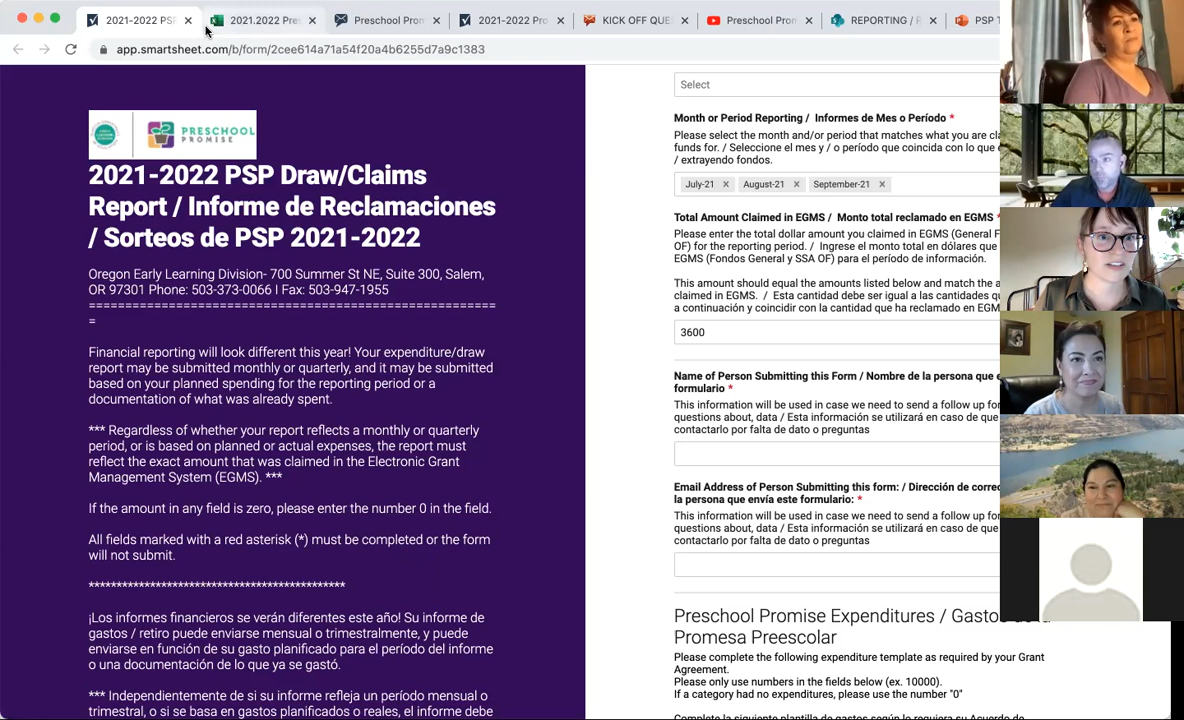 2021-2022 PSP
2021.2022 Pres
Preschool Prom
2021-2022 Pro
KICK OFF QUE
Preschool Prom
REPORTING / R
PSP T
app.smartsheet.com/b/form/2cee614a71a54f20a4b6255d7a9c1383
PRESCHOOL
PROMISE
2021-2022 PSP Draw/Claims
Report / Informe de Reclamaciones
/ Sorteos de PSP 2021-2022
Oregon Early Learning Division- 700 Summer St NE, Suite 300, Salem,
OR 97301 Phone: 503-373-0066 I Fax: 503-947-1955
====================================================
=
Financial reporting will look different this year! Your expenditure/draw
report may be submitted monthly or quarterly, and it may be submitted
based on your planned spending for the reporting period or a
documentation of what was already spent.
*** Regardless of whether your report reflects a monthly or quarterly
period, or is based on planned or actual expenses, the report must
reflect the exact amount that was claimed in the Electronic Grant
Management System (EGMS). ***
If the amount in any field is zero, please enter the number 0 in the field.
All fields marked with a red asterisk (*) must be completed or the form
will not submit.
********************************************
¡Los informes financieros se verán diferentes este año! Su informe de
gastos / retiro puede enviarse mensual o trimestralmente, y puede
enviarse en función de su gasto planificado para el período del informe
o una documentación de lo que ya se gastó.
*** Independientemente de si su informe refleja un período mensual o
trimestral, o si se basa en gastos planificados o reales, el informe debe
Select
Month or Period Reporting / Informes de Mes o Período *
Please select the month and/or period that matches what you are cla
funds for. / Seleccione el mes y / o período que coincida con lo que e
/ extrayendo fondos.
July-21
August-21
September-21
Total Amount Claimed in EGMS / Monto total reclamado en EGMS *
Please enter the total dollar amount you claimed in EGMS (General F
OF) for the reporting period. / Ingrese el monto total en dólares que
EGMS (Fondos General y SSA OF) para el período de información.
This amount should equal the amounts listed below and match the a
claimed in EGMS. / Esta cantidad debe ser igual a las cantidades qu
a continuación y coincidir con la cantidad que ha reclamado en EGM
3600
Name of Person Submitting this Form / Nombre de la persona que e
formulario *
This information will be used in case we need to send a follow up for
questions about, data / Esta información se utilizará en caso de que
contactarlo por falta de dato o preguntas
Email Address of Person Submitting this form: / Dirección de correo
la persona que envía este formulario: *
This information will be used in case we need to send a follow up fo
questions about, data / Esta información se utilizará en caso de que
contactarlo por falta de dato o preguntas
Preschool Promise Expenditures / Gastos de la
Promesa Preescolar
Please complete the following expenditure template as required by your Grant
Agreement.
Please only use numbers in the fields below (ex. 10000).
If a category had no expenditures, please use the number "0"
Complete la siguiente plantilla de gastos según lo requiera su Acuerdo de